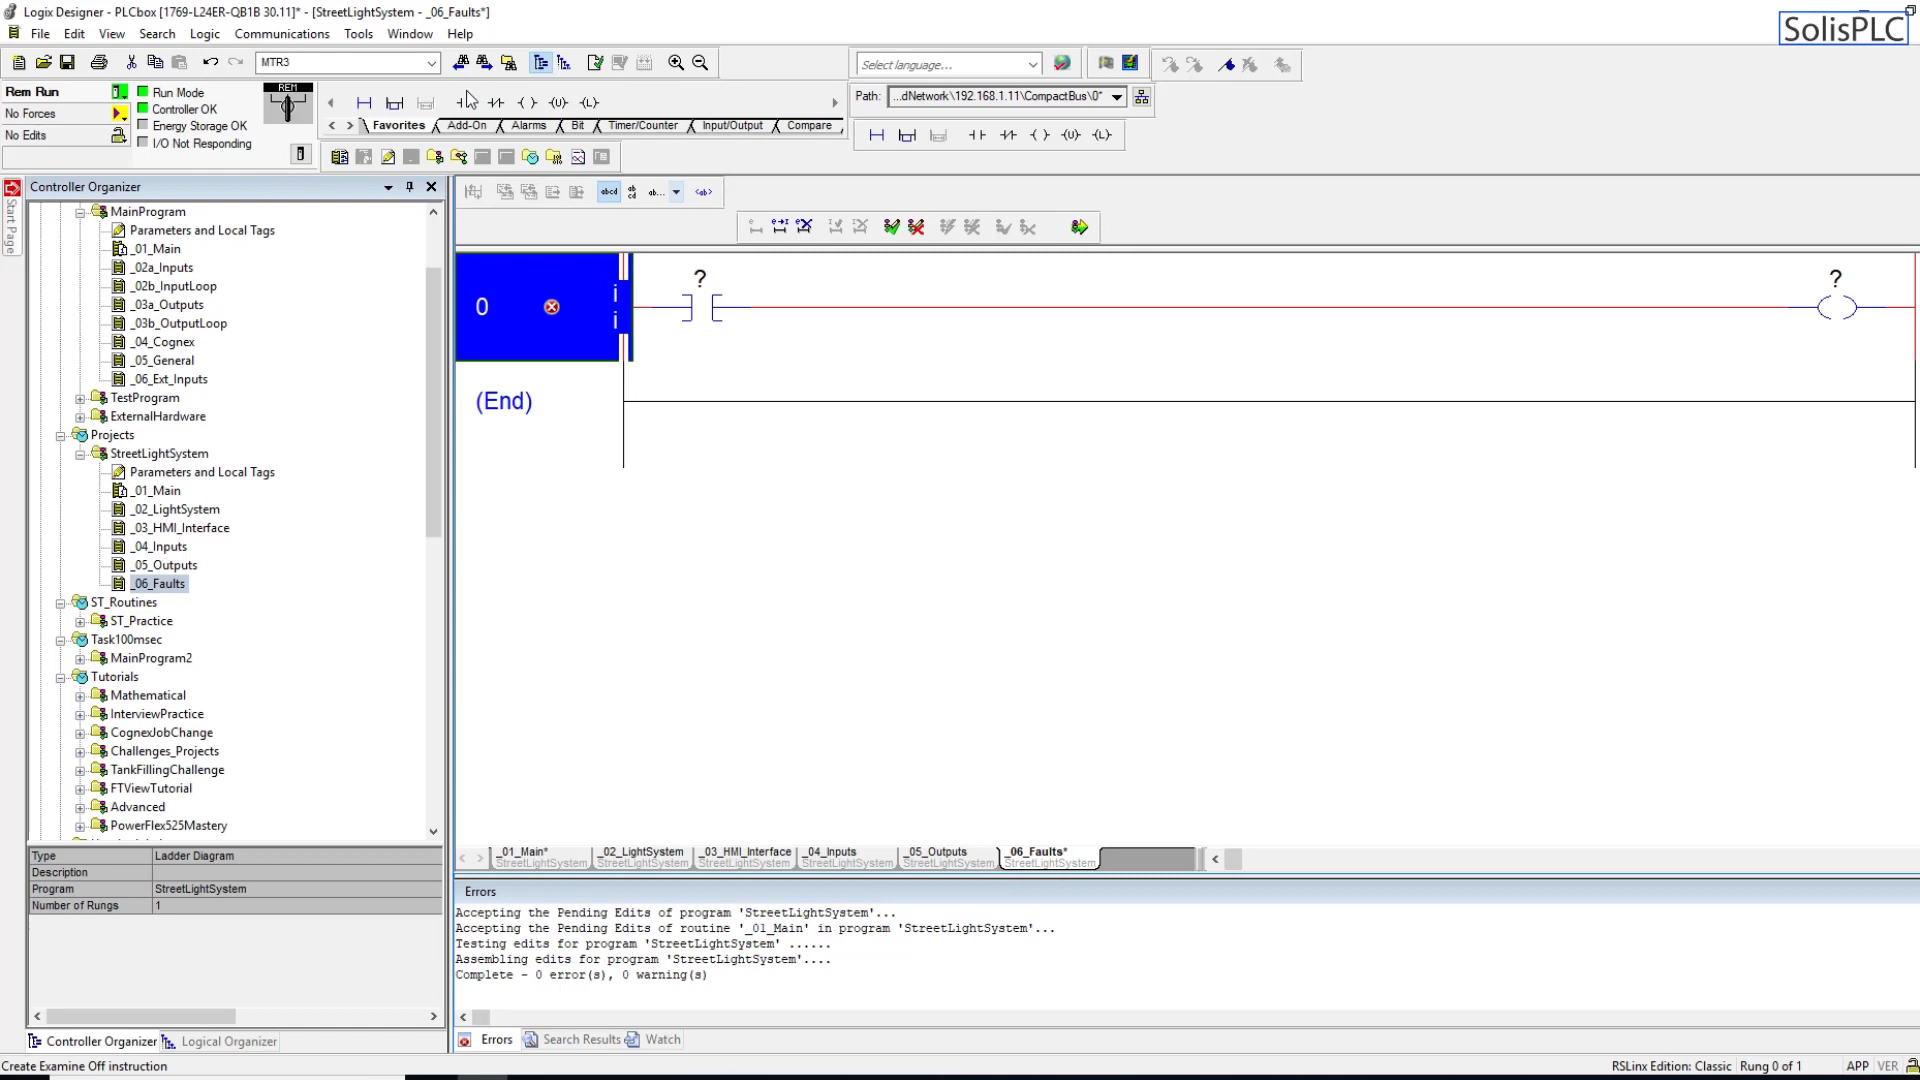 Logix Designer - PLCbox [1769-L24ER-QB1B 30.11]* - [StreetLightSystem - _06_Faults*]
SolisPLC
File Edit View Search Logic Communications Tools Window Help
MTR3
Select language...
Rem Run
No Forces
No Edits
Run Mode
Controller OK
Energy Storage OK
I/O Not Responding
REM
Path: ...dNetwork\192.168.1.11\CompactBus\0*
Favorites Add-On Alarms Bit Timer/Counter Input/Output Compare
Start Page
Controller Organizer
MainProgram
Parameters and Local Tags
_01_Main
_02a_Inputs
_02b_InputLoop
_03a_Outputs
_03b_OutputLoop
_04_Cognex
_05_General
_06_Ext_Inputs
TestProgram
ExternalHardware
Projects
StreetLightSystem
Parameters and Local Tags
_01_Main
_02_LightSystem
_03_HMI_Interface
_04_Inputs
_05_Outputs
_06_Faults
ST_Routines
ST_Practice
Task100msec
MainProgram2
Tutorials
Mathematical
InterviewPractice
CognexJobChange
Challenges_Projects
TankFillingChallenge
FTViewTutorial
Advanced
PowerFlex525Mastery
Type Ladder Diagram
Description
Program StreetLightSystem
Number of Rungs 1
Controller Organizer Logical Organizer
abcd ab cd ab... <ab>
? ?
0 i
i
(End)
_01_Main* _02_LightSystem _03_HMI_Interface _04_Inputs _05_Outputs _06_Faults*
StreetLightSystem StreetLightSystem StreetLightSystem StreetLightSystem StreetLightSystem StreetLightSystem
Errors
Accepting the Pending Edits of program 'StreetLightSystem'...
Accepting the Pending Edits of routine '_01_Main' in program 'StreetLightSystem'...
Testing edits for program 'StreetLightSystem' ......
Assembling edits for program 'StreetLightSystem'....
Complete - 0 error(s), 0 warning(s)
Errors Search Results Watch
Create Examine Off instruction
RSLinx Edition: Classic Rung 0 of 1 APP VER